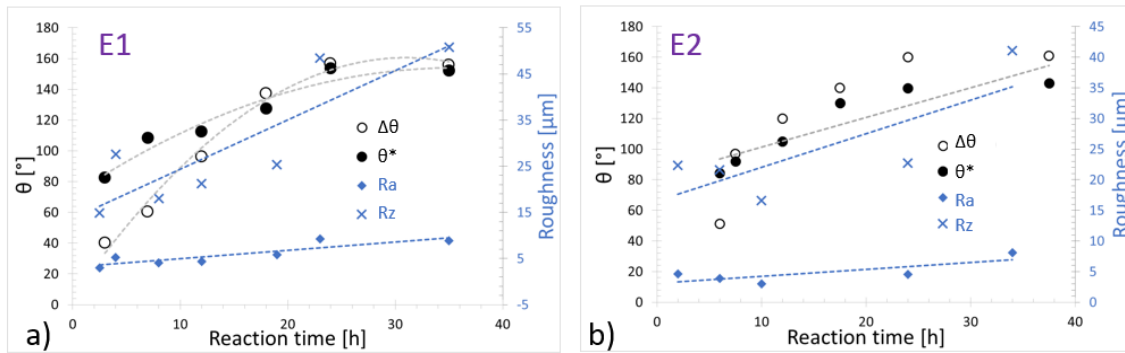 E1
180
160
140
120
100
80
60
40
20
0
θ [°]
0 10 20 30 40
Reaction time [h]
55
45
35
25
15
5
-5
Roughness [µm]
Δθ
θ*
Ra
Rz
a)
E2
180
160
140
120
100
80
60
40
20
0
θ [°]
0 10 20 30 40
Reaction time [h]
45
40
35
30
25
20
15
10
5
0
Roughness [µm]
Δθ
θ*
Ra
Rz
b)